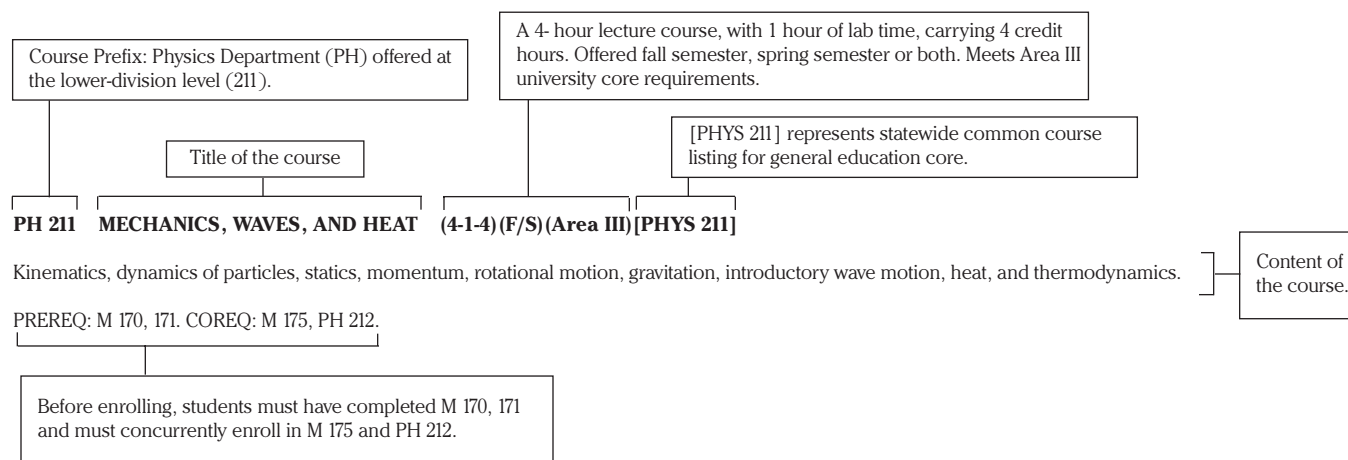 A 4- hour lecture course, with 1 hour of lab time, carrying 4 credit
hours. Offered fall semester, spring semester or both. Meets Area III
university core requirements.
Course Prefix: Physics Department (PH) offered at
the lower-division level (211).
[PHYS 211] represents statewide common course
listing for general education core.
Title of the course
PH 211 MECHANICS, WAVES, AND HEAT (4-1-4)(F/S)(Area III)[PHYS 211]
Kinematics, dynamics of particles, statics, momentum, rotational motion, gravitation, introductory wave motion, heat, and thermodynamics.
Content of
the course.
PREREQ: M 170, 171. COREQ: M 175, PH 212.
Before enrolling, students must have completed M 170, 171
and must concurrently enroll in M 175 and PH 212.